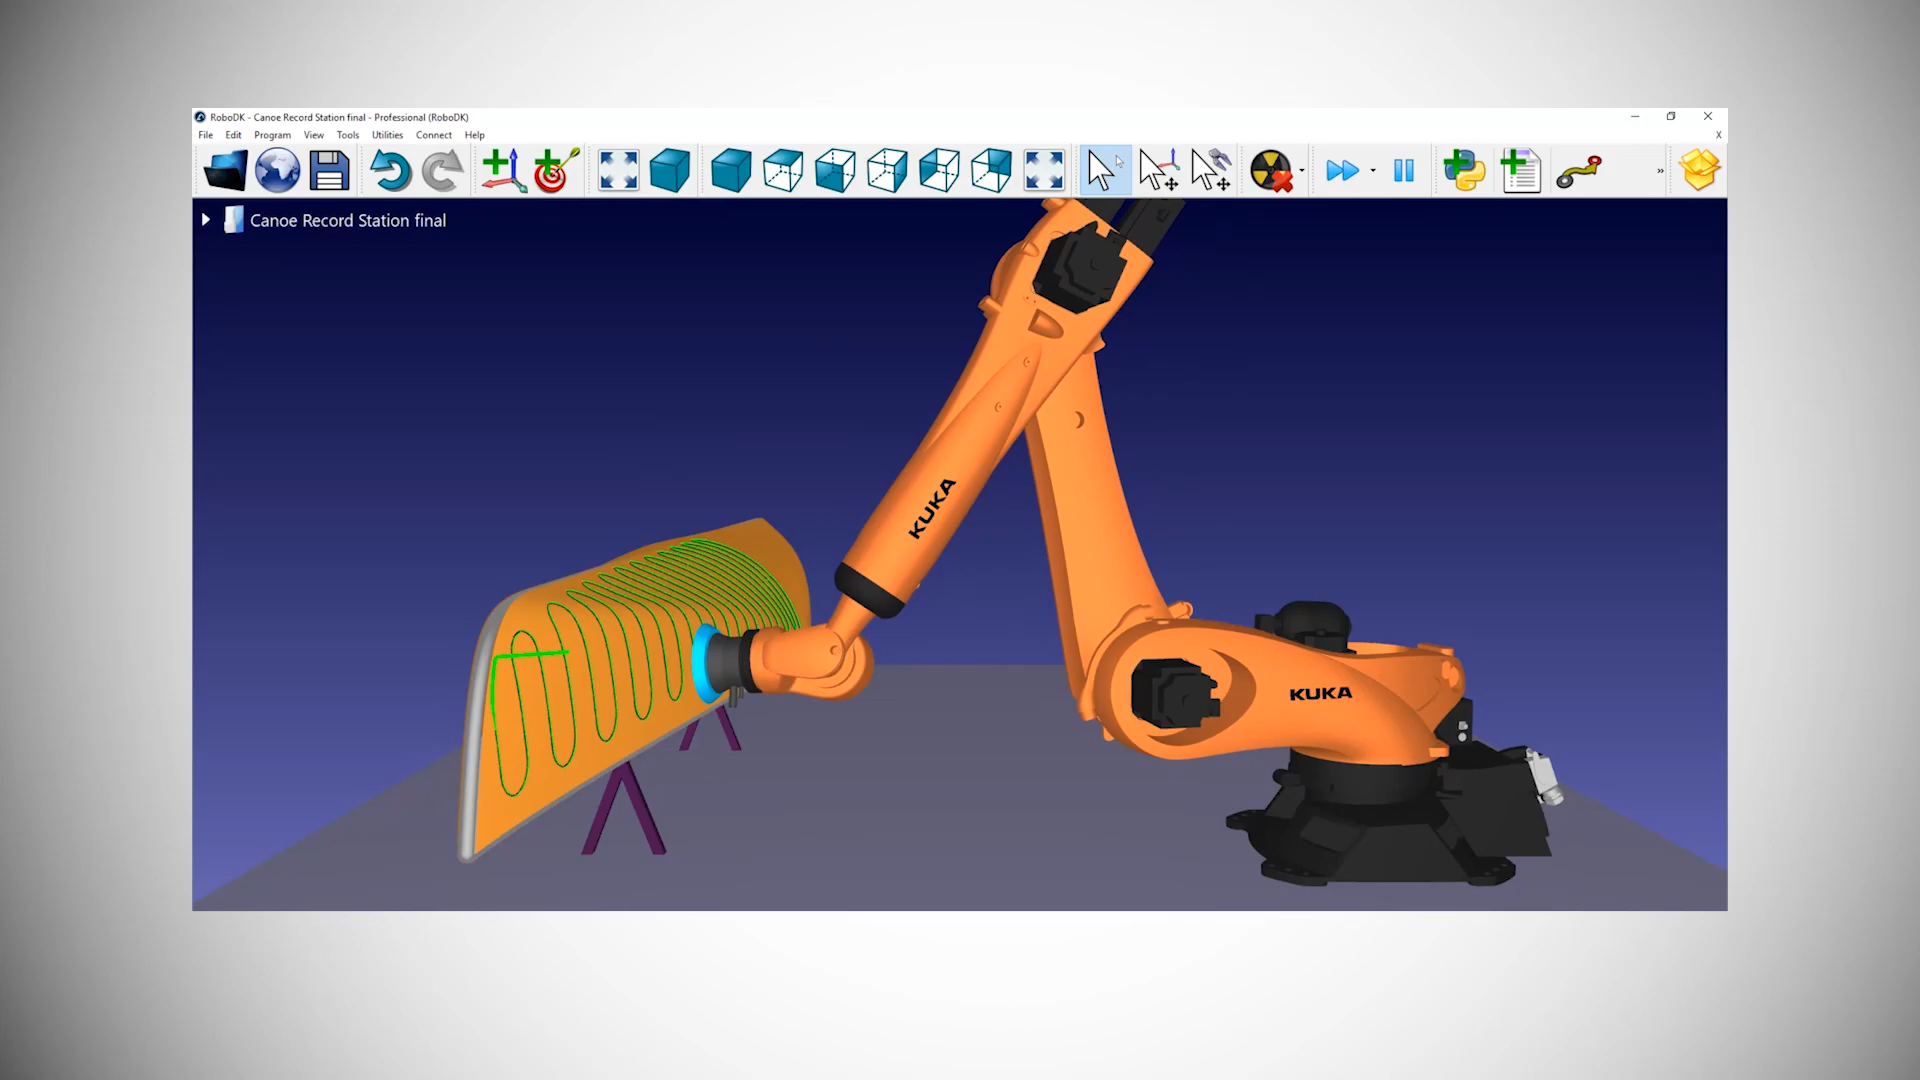 RoboDK - Canoe Record Station final - Professional (RoboDK)
File Edit Program View Tools Utilities Connect Help
Canoe Record Station final
KUKA
KUKA